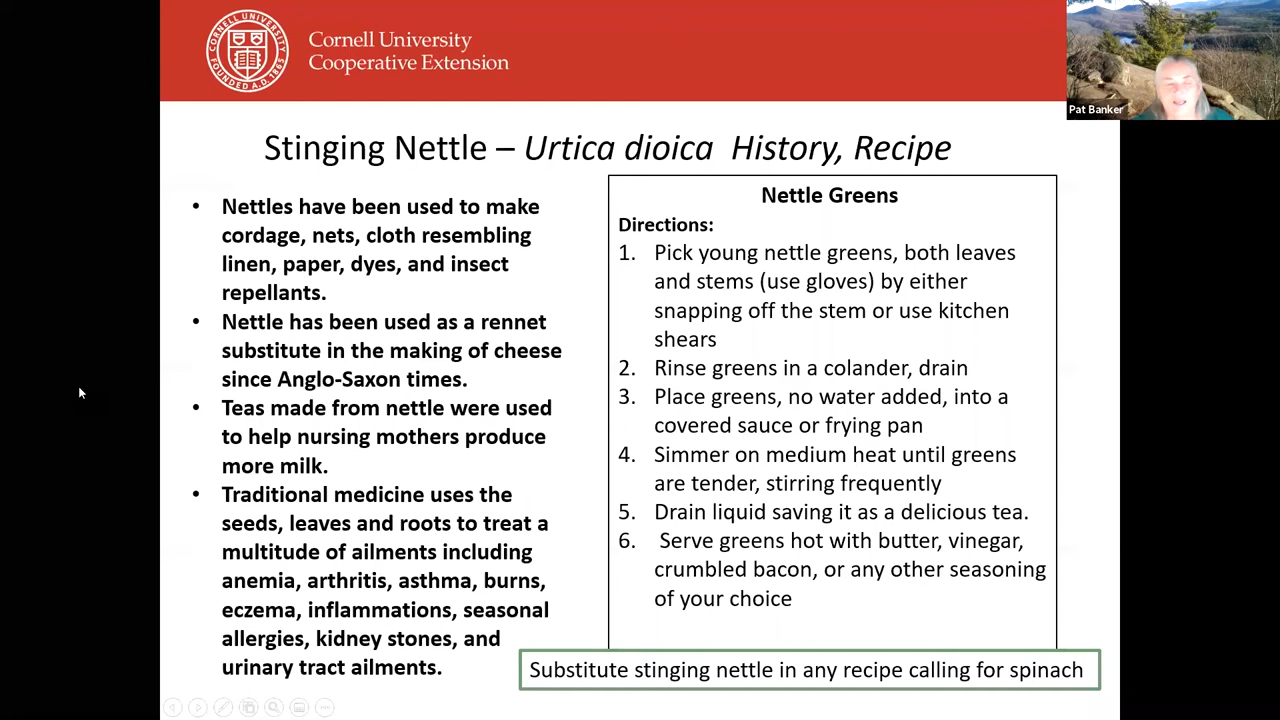 Cornell University
Cooperative Extension
CORNELL UNIVERSITY
FOUNDED A.D. 1865
Pat Banker
Stinging Nettle – Urtica dioica History, Recipe
• Nettles have been used to make
cordage, nets, cloth resembling
linen, paper, dyes, and insect
repellants.
• Nettle has been used as a rennet
substitute in the making of cheese
since Anglo-Saxon times.
• Teas made from nettle were used
to help nursing mothers produce
more milk.
• Traditional medicine uses the
seeds, leaves and roots to treat a
multitude of ailments including
anemia, arthritis, asthma, burns,
eczema, inflammations, seasonal
allergies, kidney stones, and
urinary tract ailments.
Nettle Greens
Directions:
1. Pick young nettle greens, both leaves
and stems (use gloves) by either
snapping off the stem or use kitchen
shears
2. Rinse greens in a colander, drain
3. Place greens, no water added, into a
covered sauce or frying pan
4. Simmer on medium heat until greens
are tender, stirring frequently
5. Drain liquid saving it as a delicious tea.
6. Serve greens hot with butter, vinegar,
crumbled bacon, or any other seasoning
of your choice
Substitute stinging nettle in any recipe calling for spinach